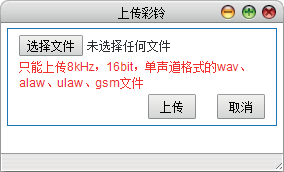 上传彩铃
选择文件 未选择任何文件
只能上传8kHz，16bit，单声道格式的wav、
alaw、ulaw、gsm文件
上传 取消